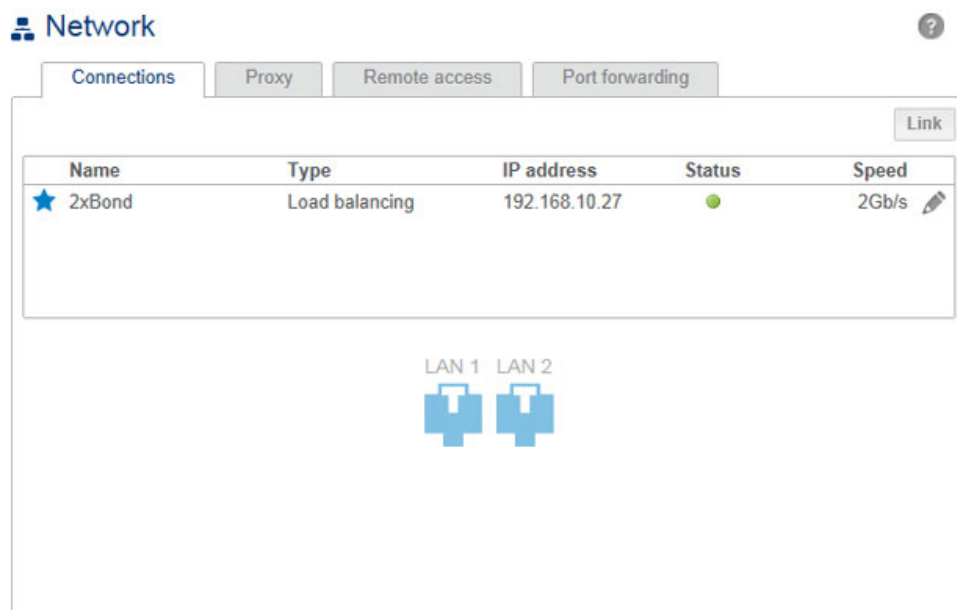 Network ?
Connections Proxy Remote access Port forwarding
Link
Name Type IP address Status Speed
2xBond Load balancing 192.168.10.27 2Gb/s
LAN 1 LAN 2